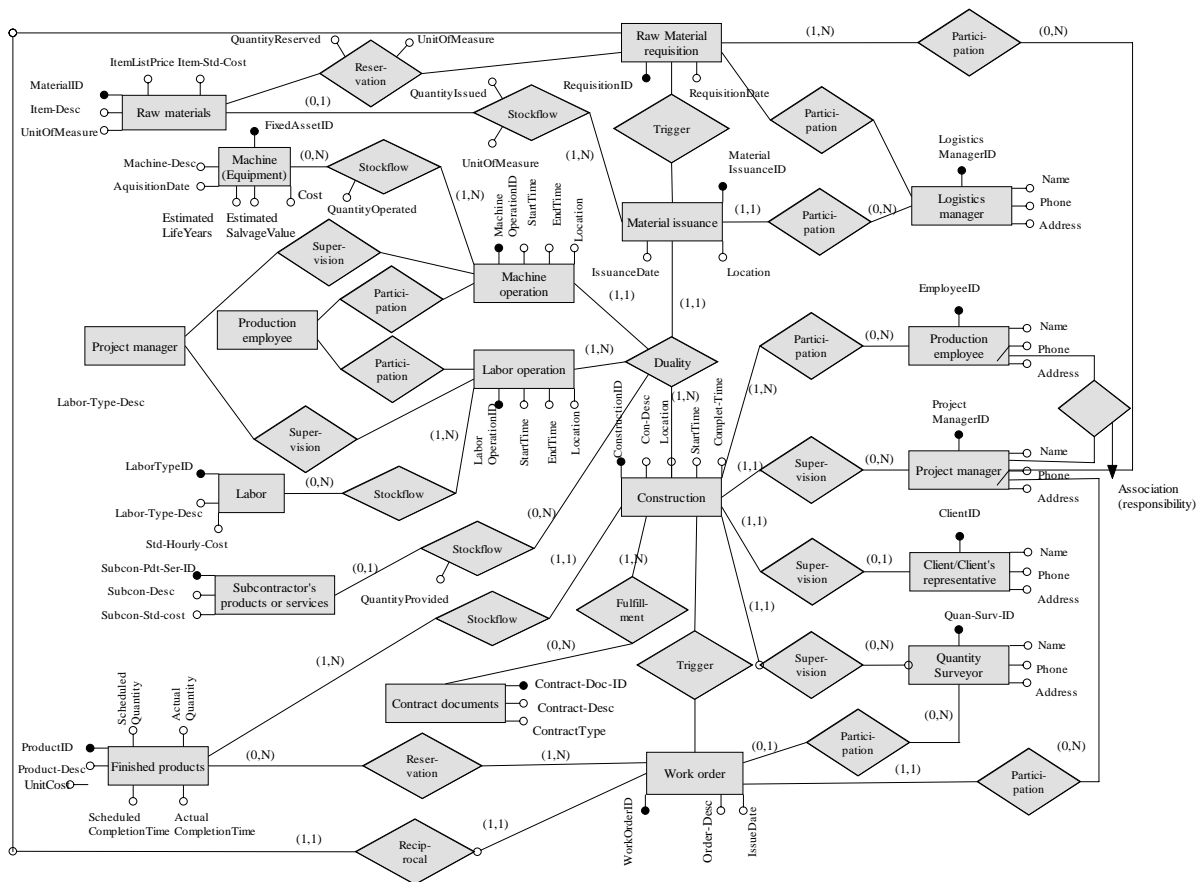 QuantityReserved
UnitOfMeasure
Reser-
vation
Raw Material
requisition
RequisitionID
RequisitionDate
(1,N)
Partici-
pation
(0,N)
ItemListPrice
Item-Std-Cost
MaterialID
Item-Desc
UnitOfMeasure
Raw materials
(0,1)
QuantityIssued
Stockflow
UnitOfMeasure
(1,N)
Trigger
Partici-
pation
FixedAssetID
Machine-Desc
AquisitionDate
Machine
(Equipment)
Cost
Estimated
LifeYears
Estimated
SalvageValue
(0,N)
Stockflow
QuantityOperated
(1,N)
Machine
OperationID
StartTime
EndTime
Location
Material
IssuanceID
Material issuance
IssuanceDate
Location
(1,1)
Partici-
pation
(0,N)
Logistics
ManagerID
Logistics
manager
Name
Phone
Address
Super-
vision
Machine
operation
(1,1)
(1,1)
Project manager
Production
employee
Partici-
pation
Partici-
pation
Labor operation
(1,N)
Duality
(1,N)
Labor
OperationID
StartTime
EndTime
Location
Super-
vision
(1,N)
Labor-Type-Desc
LaborTypeID
Labor-Type-Desc
Std-Hourly-Cost
Labor
(0,N)
Stockflow
ConstructionID
Con-Desc
Location
StartTime
Complet-Time
Construction
Partici-
pation
(1,N)
(0,N)
EmployeeID
Production
employee
Name
Phone
Address
(1,1)
Super-
vision
(0,N)
Project
ManagerID
Project manager
Name
Phone
Address
Association
(responsibility)
(1,1)
Super-
vision
(0,1)
ClientID
Client/Client's
representative
Name
Phone
Address
(1,1)
Super-
vision
(0,N)
Quan-Surv-ID
Quantity
Surveyor
Name
Phone
Address
Subcon-Pdt-Ser-ID
Subcon-Desc
Subcon-Std-cost
Subcontractor's
products or services
(0,1)
Stockflow
QuantityProvided
(0,N)
(1,1)
Stockflow
(1,N)
(1,N)
Fulfill-
ment
(0,N)
Trigger
Contract documents
Contract-Doc-ID
Contract-Desc
ContractType
Scheduled
Quantity
Actual
Quantity
ProductID
Product-Desc
UnitCost
Finished products
Scheduled
CompletionTime
Actual
CompletionTime
(0,N)
Reser-
vation
(1,N)
Work order
WorkOrderID
Order-Desc
IssueDate
(0,1)
Partici-
pation
(0,N)
(1,1)
Partici-
pation
(0,N)
(1,1)
Recip-
rocal
(1,1)